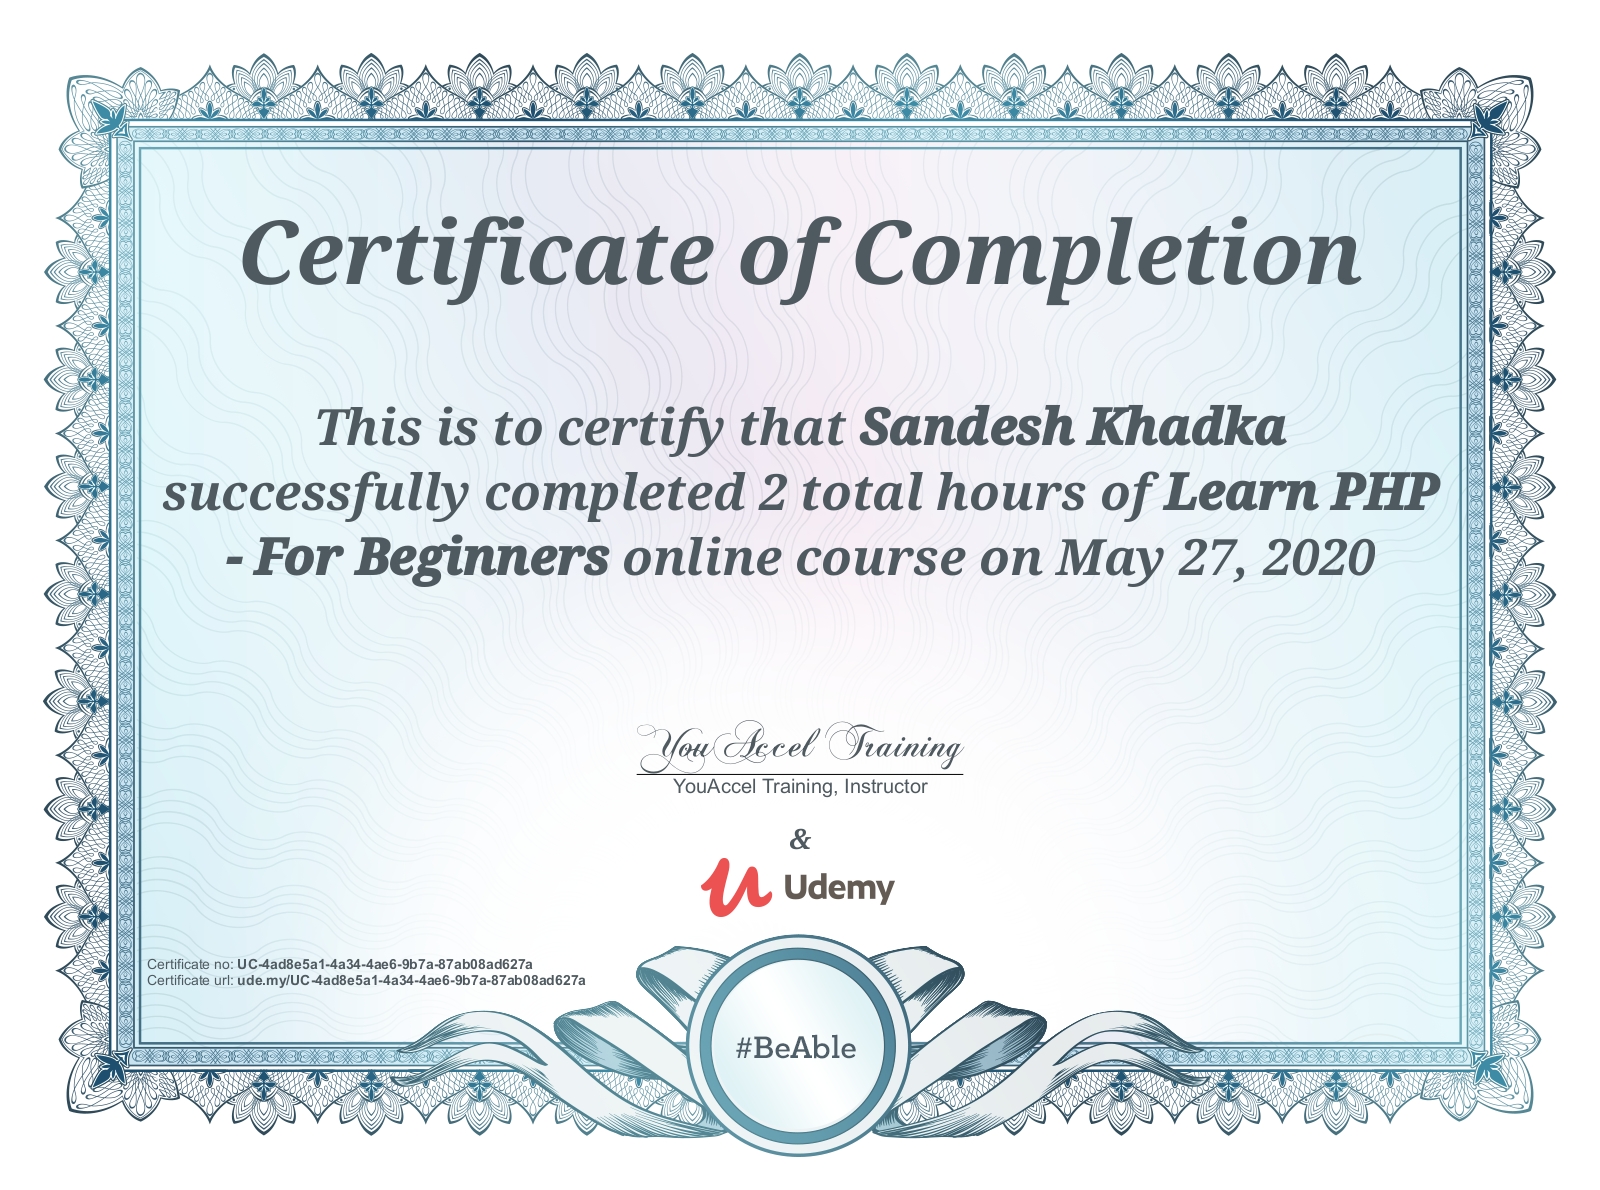 Certificate of Completion
This is to certify that Sandesh Khadka
successfully completed 2 total hours of Learn PHP
- For Beginners online course on May 27, 2020
YouAccel Training
YouAccel Training, Instructor
&
Udemy
Certificate no: UC-4ad8e5a1-4a34-4ae6-9b7a-87ab08ad627a
Certificate url: ude.my/UC-4ad8e5a1-4a34-4ae6-9b7a-87ab08ad627a
#BeAble